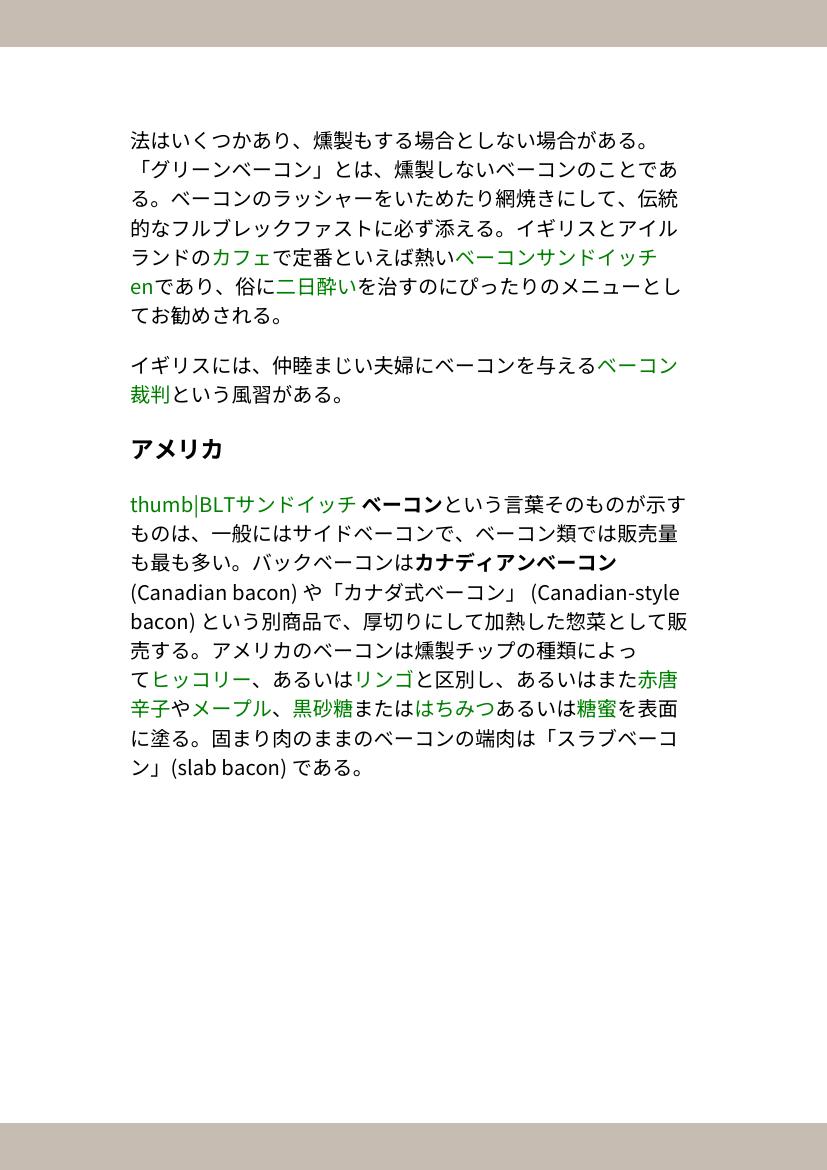 法はいくつかあり、燻製もする場合としない場合がある。
「グリーンベーコン」とは、燻製しないベーコンのことであ
る。ベーコンのラッシャーをいためたり網焼きにして、伝統
的なフルブレックファストに必ず添える。イギリスとアイル
ランドのカフェで定番といえば熱いベーコンサンドイッチ
enであり、俗に二日酔いを治すのにぴったりのメニューとし
てお勧めされる。
イギリスには、仲睦まじい夫婦にベーコンを与えるベーコン
裁判という風習がある。
アメリカ
thumb|BLTサンドイッチ ベーコンという言葉そのものが示す
ものは、一般にはサイドベーコンで、ベーコン類では販売量
も最も多い。バックベーコンはカナディアンベーコン
(Canadian bacon) や「カナダ式ベーコン」 (Canadian-style
bacon) という別商品で、厚切りにして加熱した惣菜として販
売する。アメリカのベーコンは燻製チップの種類によっ
てヒッコリー、あるいはリンゴと区別し、あるいはまた赤唐
辛子やメープル、黒砂糖またははちみつあるいは糖蜜を表面
に塗る。固まり肉のままのベーコンの端肉は「スラブベーコ
ン」(slab bacon) である。